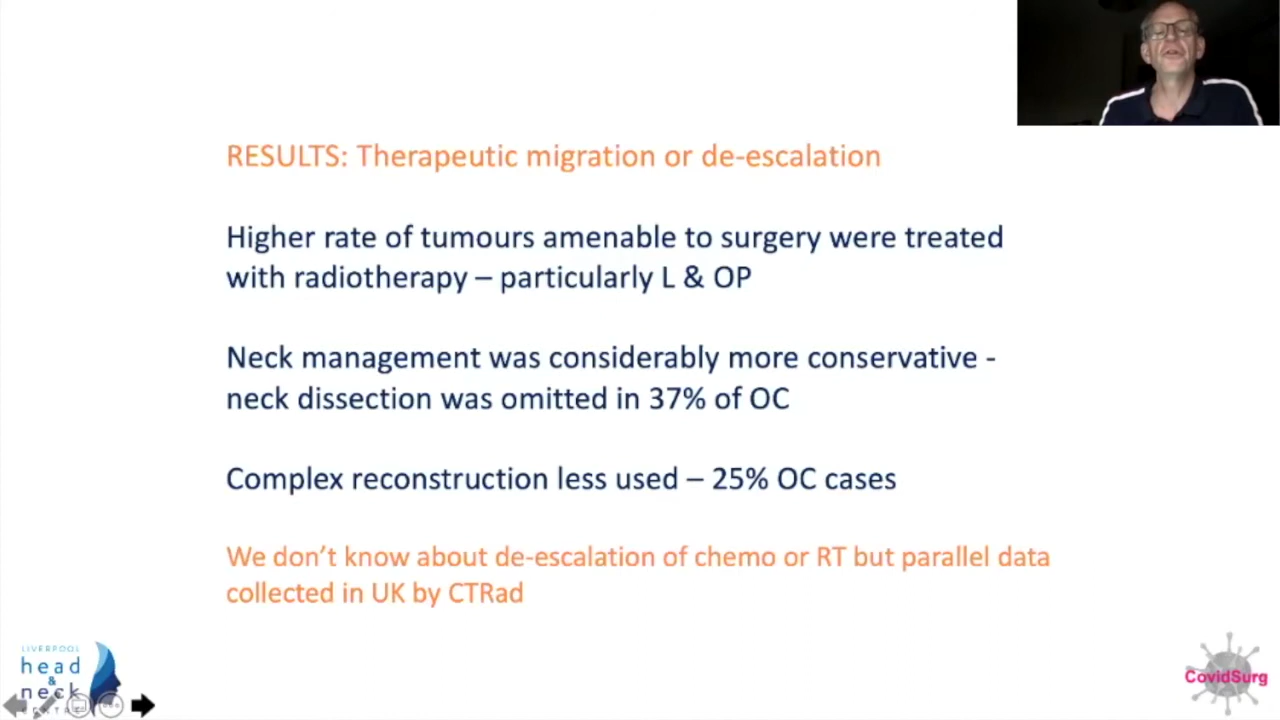 RESULTS: Therapeutic migration or de-escalation
Higher rate of tumours amenable to surgery were treated
with radiotherapy – particularly L & OP
Neck management was considerably more conservative -
neck dissection was omitted in 37% of OC
Complex reconstruction less used – 25% OC cases
We don't know about de-escalation of chemo or RT but parallel data
collected in UK by CTRad
LIVERPOOL
head
&
neck
CENTRE
CovidSurg